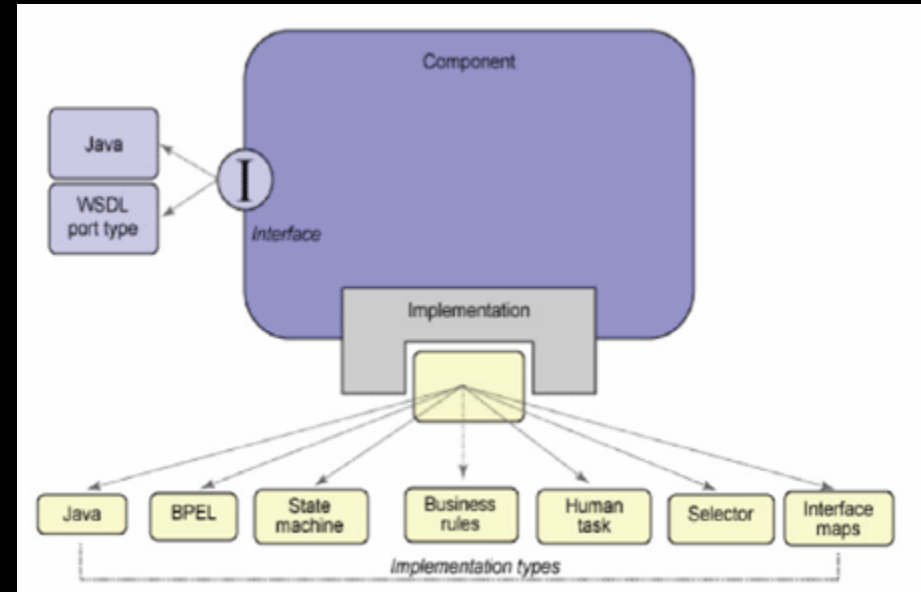 Component
Java
I
WSDL
port type
Interface
Implementation
Java
BPEL
State
machine
Business
rules
Human
task
Selector
Interface
maps
Implementation types